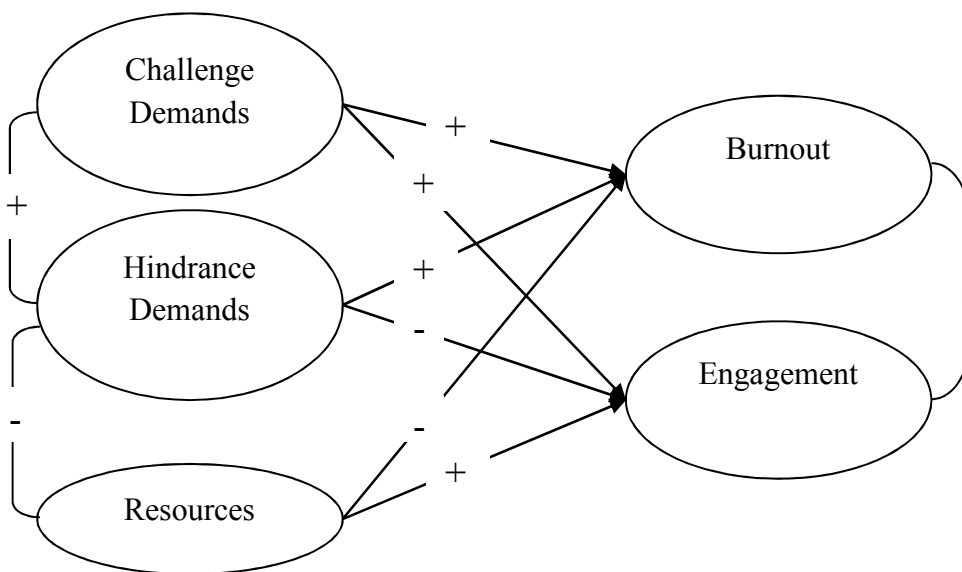 Challenge
Demands
+
Burnout
+
+
Hindrance
Demands
+
-
Engagement
-
-
+
Resources